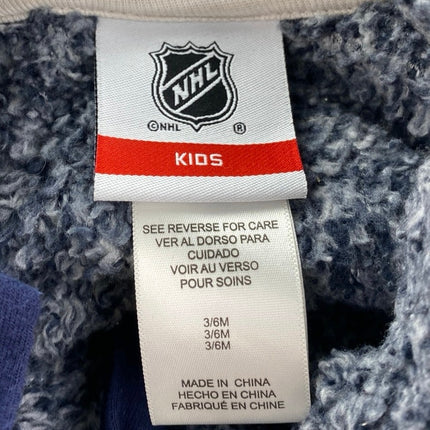 NHL
©NHL ®
KIDS
SEE REVERSE FOR CARE
VER AL DORSO PARA
CUIDADO
VOIR AU VERSO
POUR SOINS
3/6M
3/6M
3/6M
MADE IN CHINA
HECHO EN CHINA
FABRIQUÉ EN CHINE